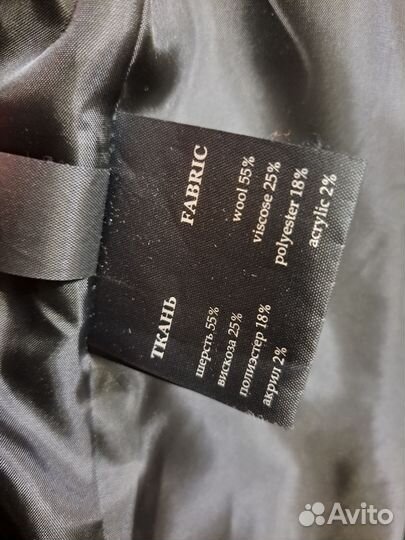 FABRIC
wool 55%
viscose 25%
polyester 18%
acrylic 2%
ТКАНЬ
шерсть 55%
вискоза 25%
полиэстер 18%
акрил 2%
Avito